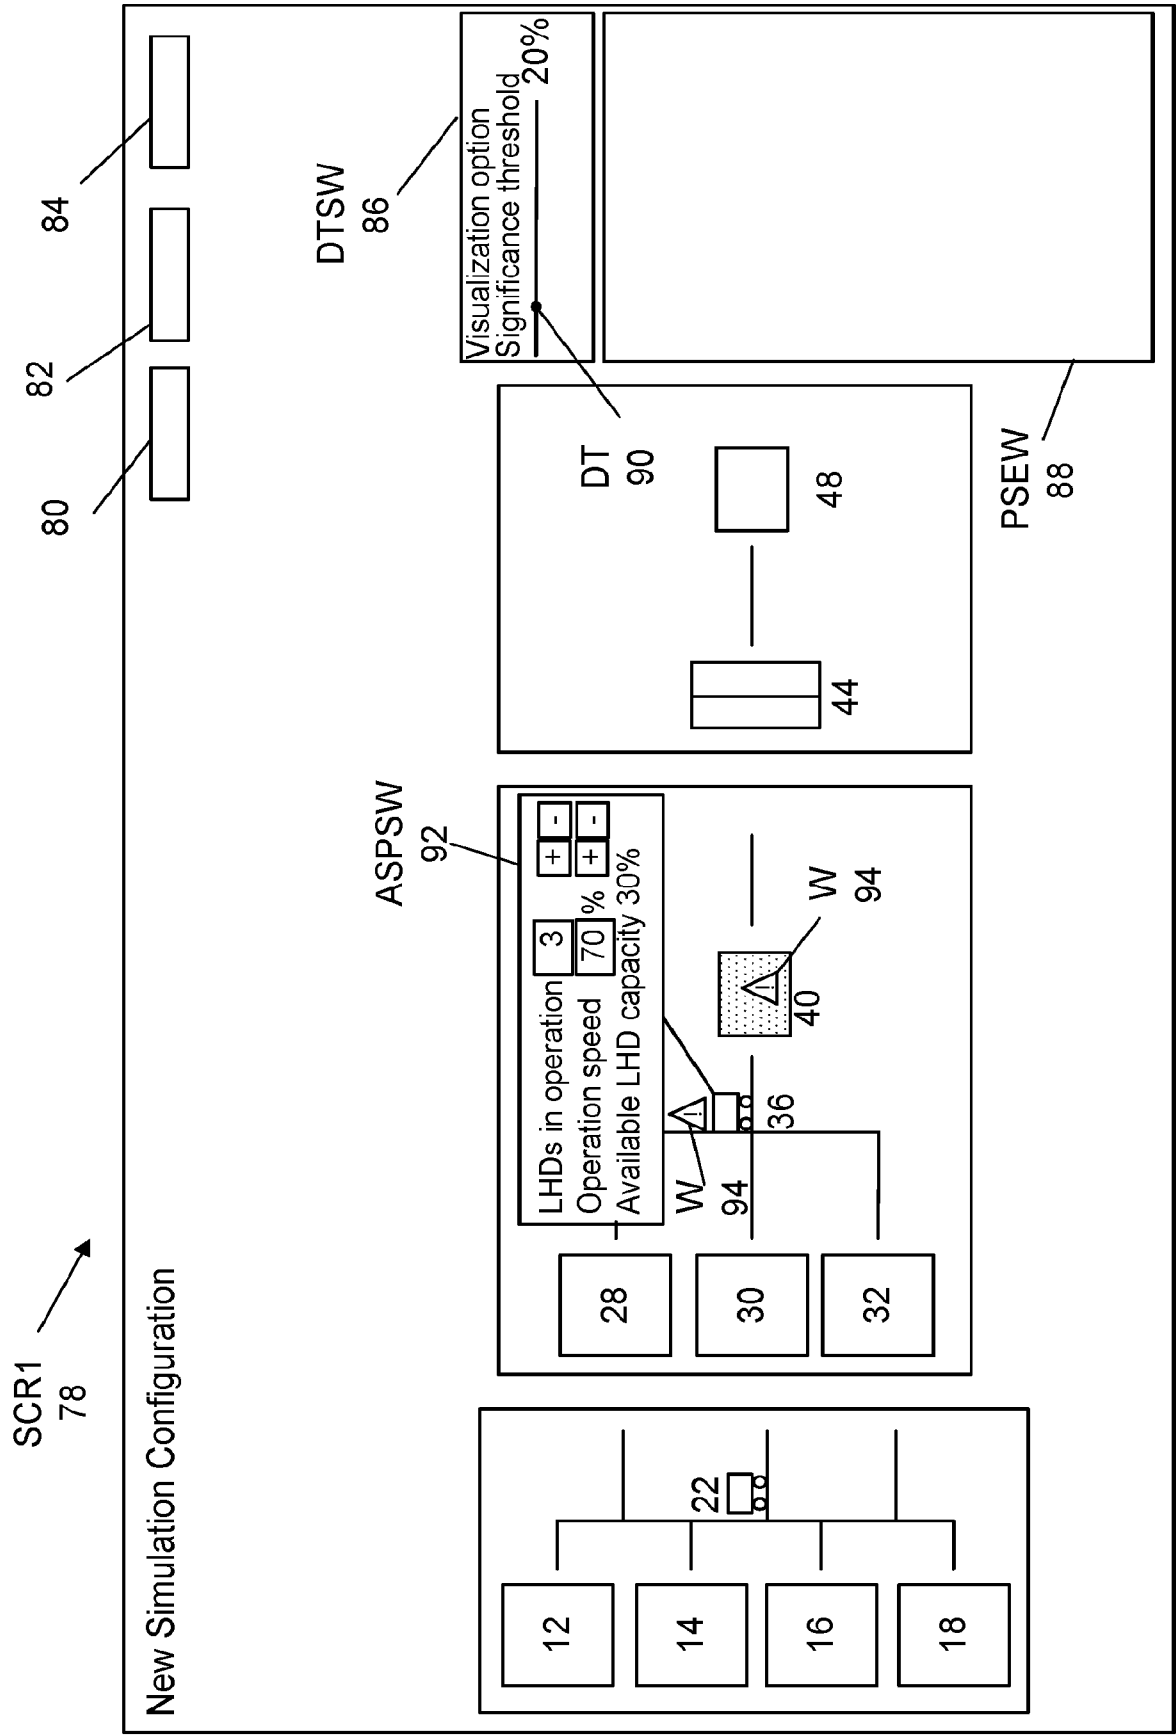 SCR1
78
80
82
84
New Simulation Configuration
DTSW
86
ASPSW
92
Visualization option
Significance threshold
20%
LHDs in operation 3 + -
Operation speed 70 % + -
Available LHD capacity 30%
DT
90
12
14
16
18
22
28
30
32
W
94
36
40
W
94
44
48
PSEW
88